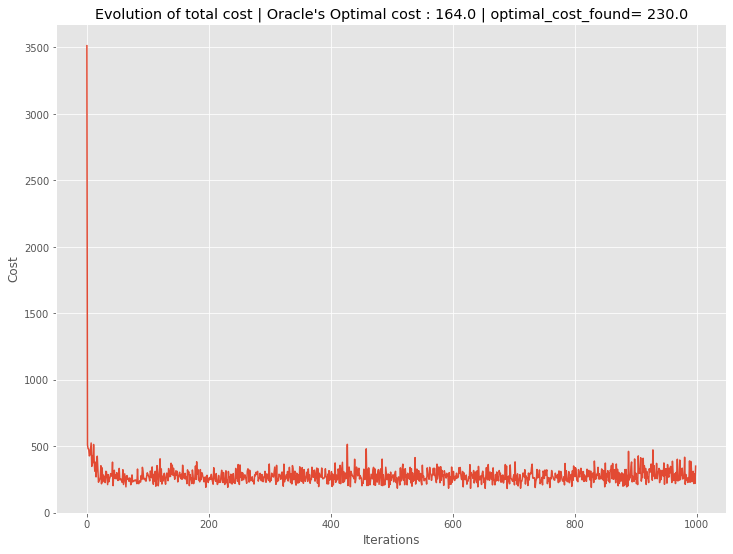 Evolution of total cost | Oracle's Optimal cost : 164.0 | optimal_cost_found= 230.0
3500
3000
2500
2000
1500
1000
500
0
Cost
0 200 400 600 800 1000
Iterations